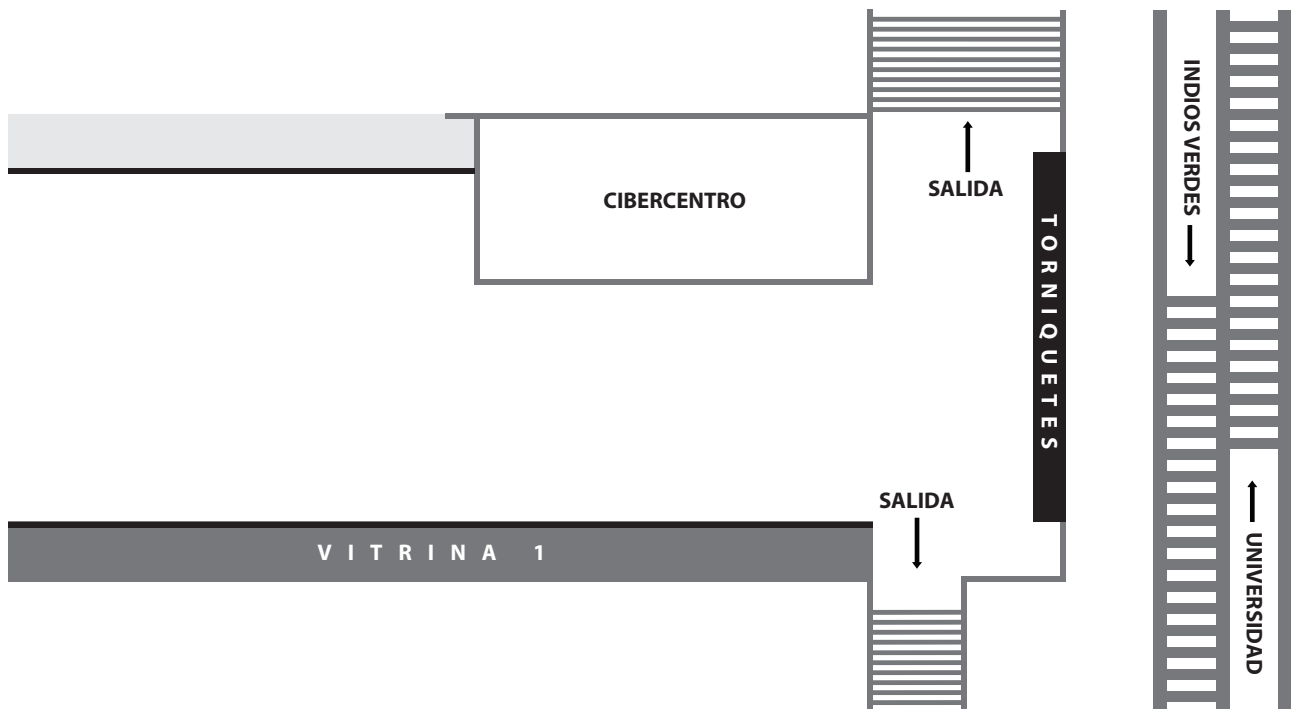 INDIOS VERDES
SALIDA
CIBERCENTRO
TORNIQUETES
SALIDA
VITRINA 1
UNIVERSIDAD